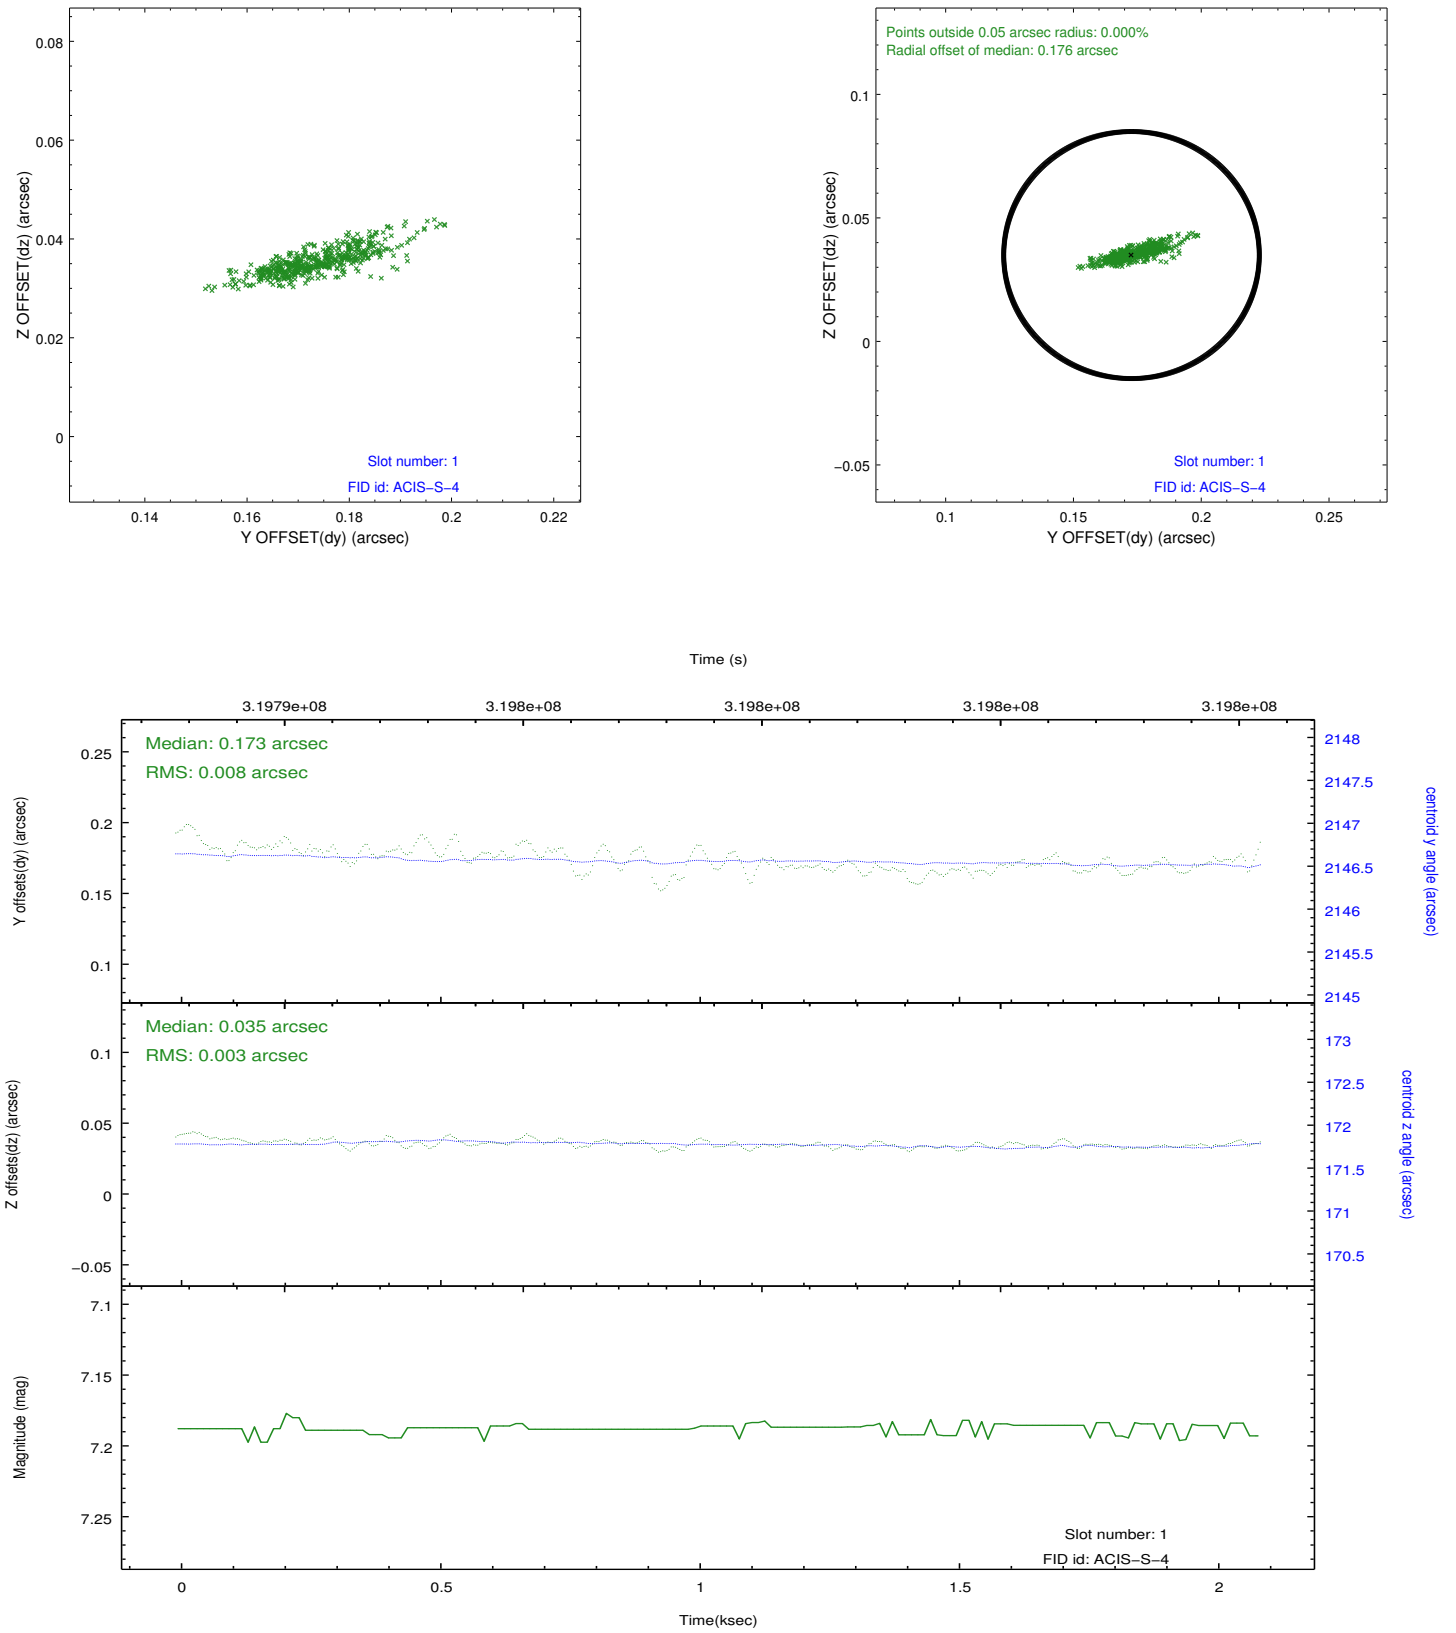 0.08
0.06
0.04
0.02
0
Z OFFSET(dz) (arcsec)
Slot number: 1
FID id: ACIS−S−4
0.14
0.16
0.18
0.2
0.22
Y OFFSET(dy) (arcsec)
Points outside 0.05 arcsec radius: 0.000%
Radial offset of median: 0.176 arcsec
0.1
0.05
0
−0.05
Z OFFSET(dz) (arcsec)
Slot number: 1
FID id: ACIS−S−4
0.1
0.15
0.2
0.25
Y OFFSET(dy) (arcsec)
Time (s)
3.1979e+08
3.198e+08
3.198e+08
3.198e+08
3.198e+08
Median: 0.173 arcsec
RMS: 0.008 arcsec
0.25
0.2
0.15
0.1
Y offsets(dy) (arcsec)
2148
2147.5
2147
2146.5
2146
2145.5
2145
centroid y angle (arcsec)
Median: 0.035 arcsec
RMS: 0.003 arcsec
0.1
0.05
0
−0.05
Z offsets(dz) (arcsec)
173
172.5
172
171.5
171
170.5
centroid z angle (arcsec)
7.1
7.15
7.2
7.25
Magnitude (mag)
Slot number: 1
FID id: ACIS−S−4
0
0.5
1
1.5
2
Time(ksec)